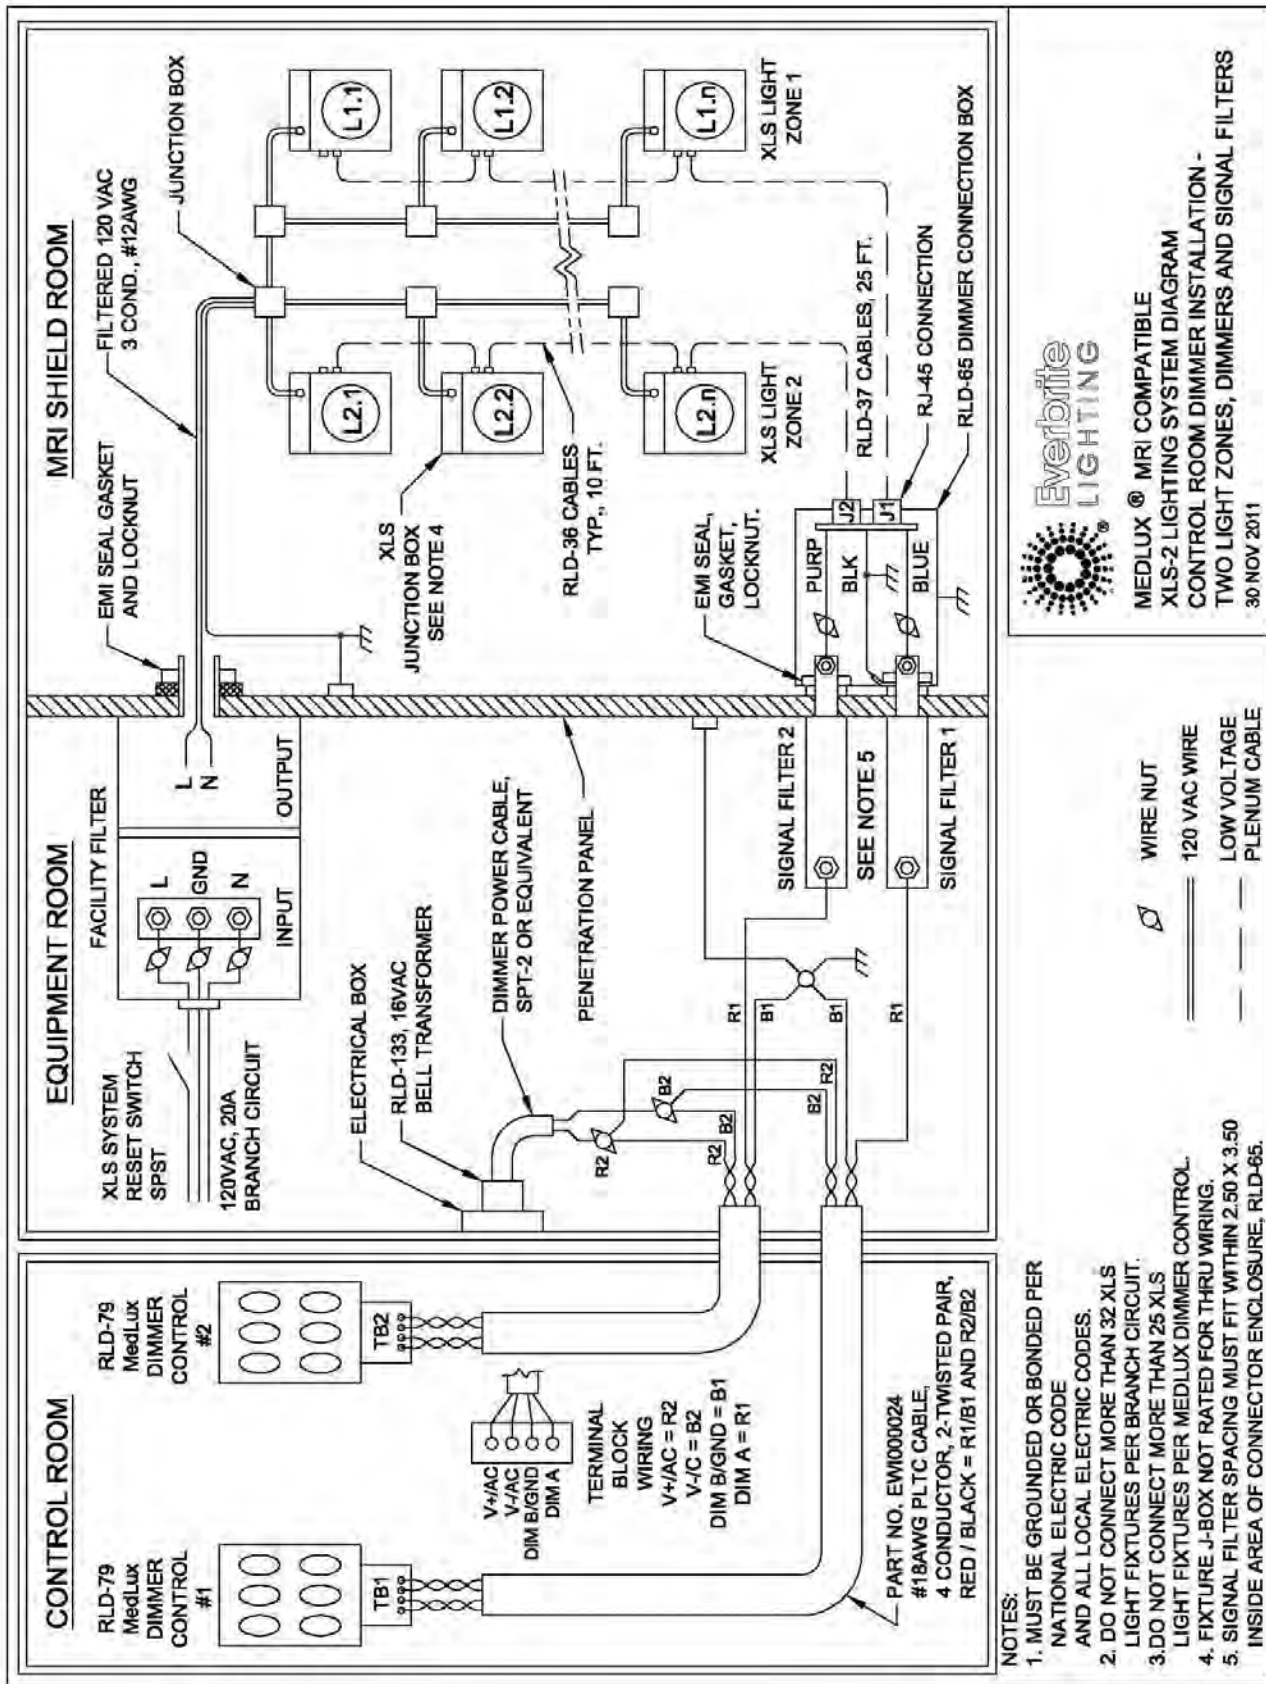 CONTROL ROOM
RLD-79
MedLux
DIMMER
CONTROL
#1
TB1
RLD-79
MedLux
DIMMER
CONTROL
#2
TB2
V+/AC
V-/AC
DIM B/GND
DIM A
TERMINAL
BLOCK
WIRING
V+/AC = R2
V-/C = B2
DIM B/GND = B1
DIM A = R1
PART NO. EWI000024
#18AWG PLTC CABLE,
4 CONDUCTOR, 2-TWISTED PAIR,
RED / BLACK = R1/B1 AND R2/B2
EQUIPMENT ROOM
XLS SYSTEM
RESET SWITCH
SPST
120VAC, 20A
BRANCH CIRCUIT
FACILITY FILTER
L
GND
N
INPUT
OUTPUT
L
N
ELECTRICAL BOX
RLD-133, 16VAC
BELL TRANSFORMER
DIMMER POWER CABLE,
SPT-2 OR EQUIVALENT
PENETRATION PANEL
R2
B2
R2
B2
B2
R2
R1
B1
B1
R1
SIGNAL FILTER 2
SEE NOTE 5
SIGNAL FILTER 1
MRI SHIELD ROOM
EMI SEAL GASKET
AND LOCKNUT
FILTERED 120 VAC
3 COND., #12AWG
JUNCTION BOX
L1.1
L1.2
L1.n
XLS LIGHT
ZONE 1
L2.1
L2.2
L2.n
XLS LIGHT
ZONE 2
XLS
JUNCTION BOX
SEE NOTE 4
RLD-36 CABLES
TYP., 10 FT.
RLD-37 CABLES, 25 FT.
RJ-45 CONNECTION
RLD-65 DIMMER CONNECTION BOX
EMI SEAL,
GASKET,
LOCKNUT.
PURP
BLK
BLUE
J2
J1
NOTES:
1. MUST BE GROUNDED OR BONDED PER
NATIONAL ELECTRIC CODE
AND ALL LOCAL ELECTRIC CODES.
2. DO NOT CONNECT MORE THAN 32 XLS
LIGHT FIXTURES PER BRANCH CIRCUIT.
3.DO NOT CONNECT MORE THAN 25 XLS
LIGHT FIXTURES PER MEDLUX DIMMER CONTROL.
4. FIXTURE J-BOX NOT RATED FOR THRU WIRING.
5. SIGNAL FILTER SPACING MUST FIT WITHIN 2.50 X 3.50
INSIDE AREA OF CONNECTOR ENCLOSURE, RLD-65.
WIRE NUT
120 VAC WIRE
LOW VOLTAGE
PLENUM CABLE
Everbrite
LIGHTING
®
MEDLUX ® MRI COMPATIBLE
XLS-2 LIGHTING SYSTEM DIAGRAM
CONTROL ROOM DIMMER INSTALLATION -
TWO LIGHT ZONES, DIMMERS AND SIGNAL FILTERS
30 NOV 2011